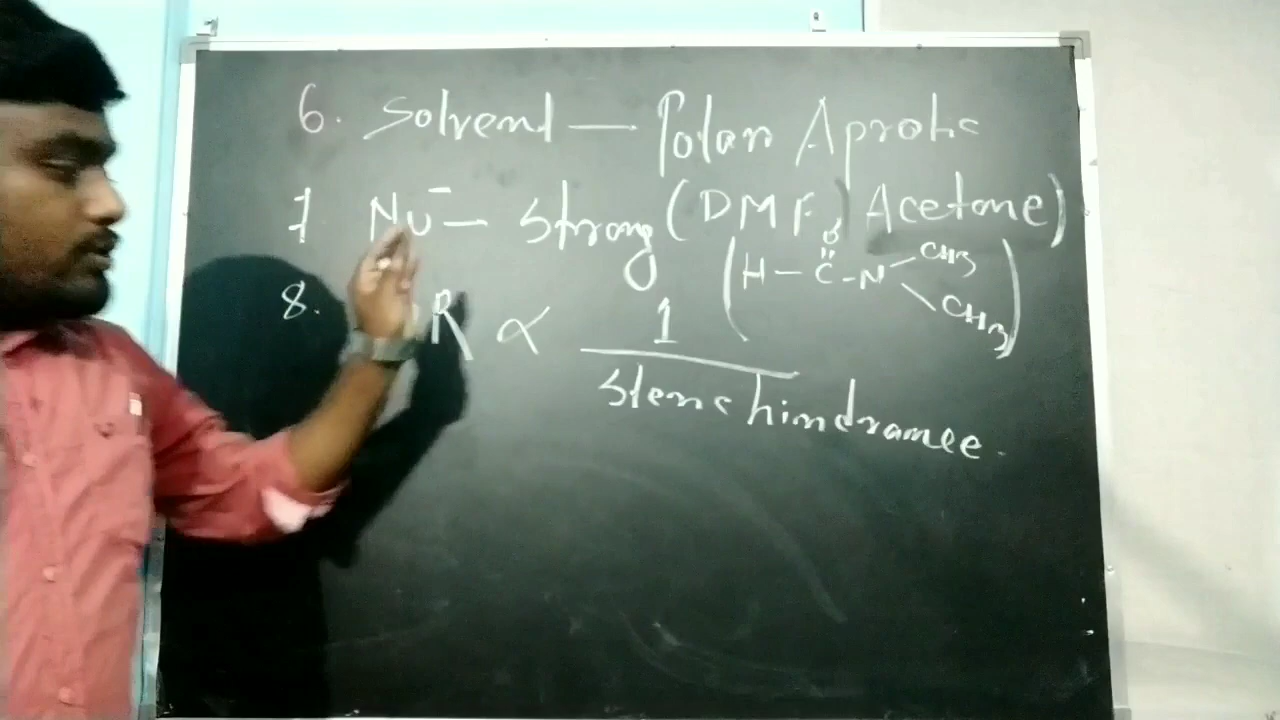 6. Solvent — Polar Aprotic
7 Nu⁻ — Strong (DMF, Acetone)
(H — C - N
O
CH3
CH3)
8. R ∝ 1
Steric hindrance.